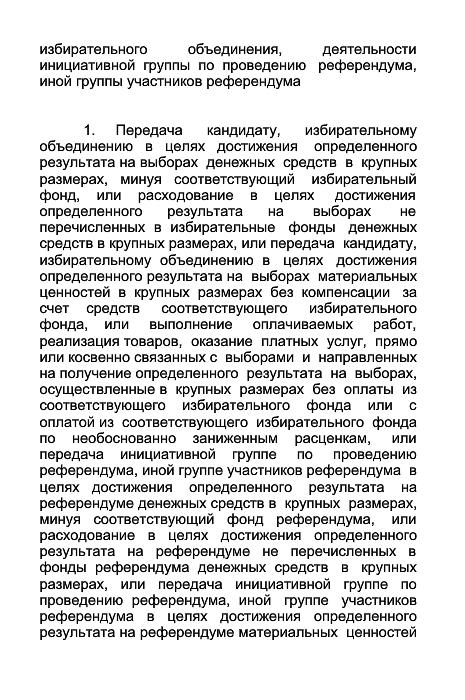 избирательного объединения, деятельности
инициативной группы по проведению референдума,
иной группы участников референдума
1. Передача кандидату, избирательному
объединению в целях достижения определенного
результата на выборах денежных средств в крупных
размерах, минуя соответствующий избирательный
фонд, или расходование в целях достижения
определенного результата на выборах не
перечисленных в избирательные фонды денежных
средств в крупных размерах, или передача кандидату,
избирательному объединению в целях достижения
определенного результата на выборах материальных
ценностей в крупных размерах без компенсации за
счет средств соответствующего избирательного
фонда, или выполнение оплачиваемых работ,
реализация товаров, оказание платных услуг, прямо
или косвенно связанных с выборами и направленных
на получение определенного результата на выборах,
осуществленные в крупных размерах без оплаты из
соответствующего избирательного фонда или с
оплатой из соответствующего избирательного фонда
по необоснованно заниженным расценкам, или
передача инициативной группе по проведению
референдума, иной группе участников референдума в
целях достижения определенного результата на
референдуме денежных средств в крупных размерах,
минуя соответствующий фонд референдума, или
расходование в целях достижения определенного
результата на референдуме не перечисленных в
фонды референдума денежных средств в крупных
размерах, или передача инициативной группе по
проведению референдума, иной группе участников
референдума в целях достижения определенного
результата на референдуме материальных ценностей